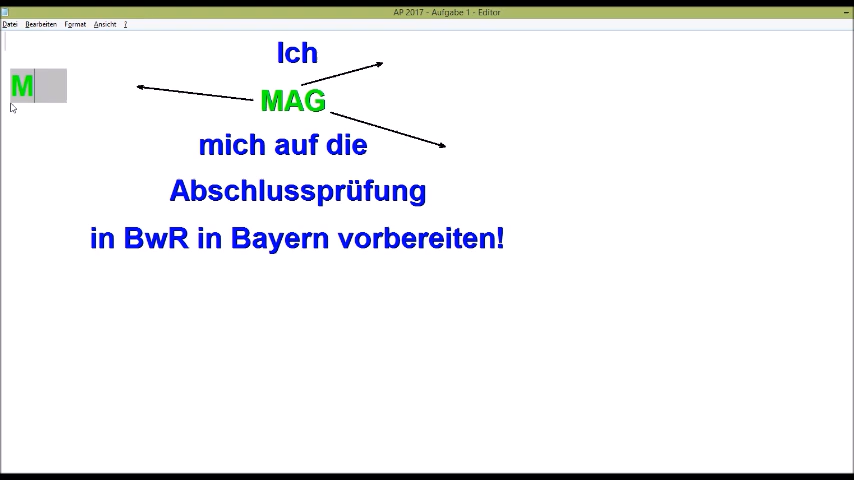 AP 2017 - Aufgabe 1 - Editor
Datei Bearbeiten Format Ansicht ?
Ich
M
MAG
mich auf die
Abschlussprüfung
in BwR in Bayern vorbereiten!